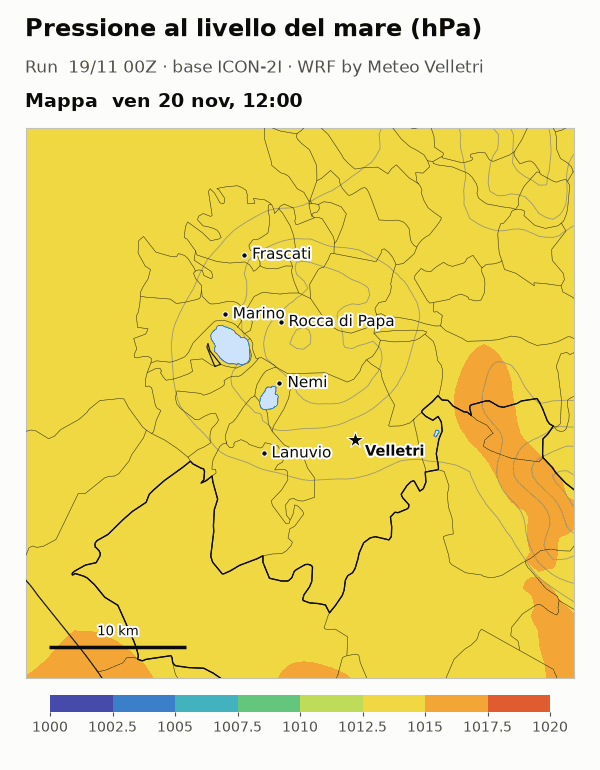 Pressione al livello del mare (hPa)
Run  19/11 00Z · base ICON-2I · WRF by Meteo Velletri
Mappa  ven 20 nov, 12:00
Frascati
Marino
Rocca di Papa
Nemi
Velletri
Lanuvio
10 km
1000 1002.5 1005 1007.5 1010 1012.5 1015 1017.5 1020